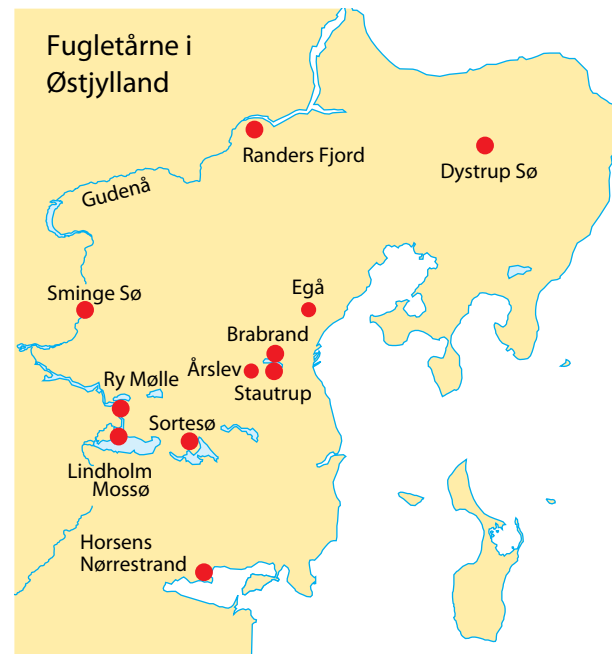 Fugletårne i
Østjylland
Randers Fjord
Dystrup Sø
Gudenå
Sminge Sø
Egå
Brabrand
Årslev
Ry Mølle
Stautrup
Sortesø
Lindholm
Mossø
Horsens
Nørrestrand